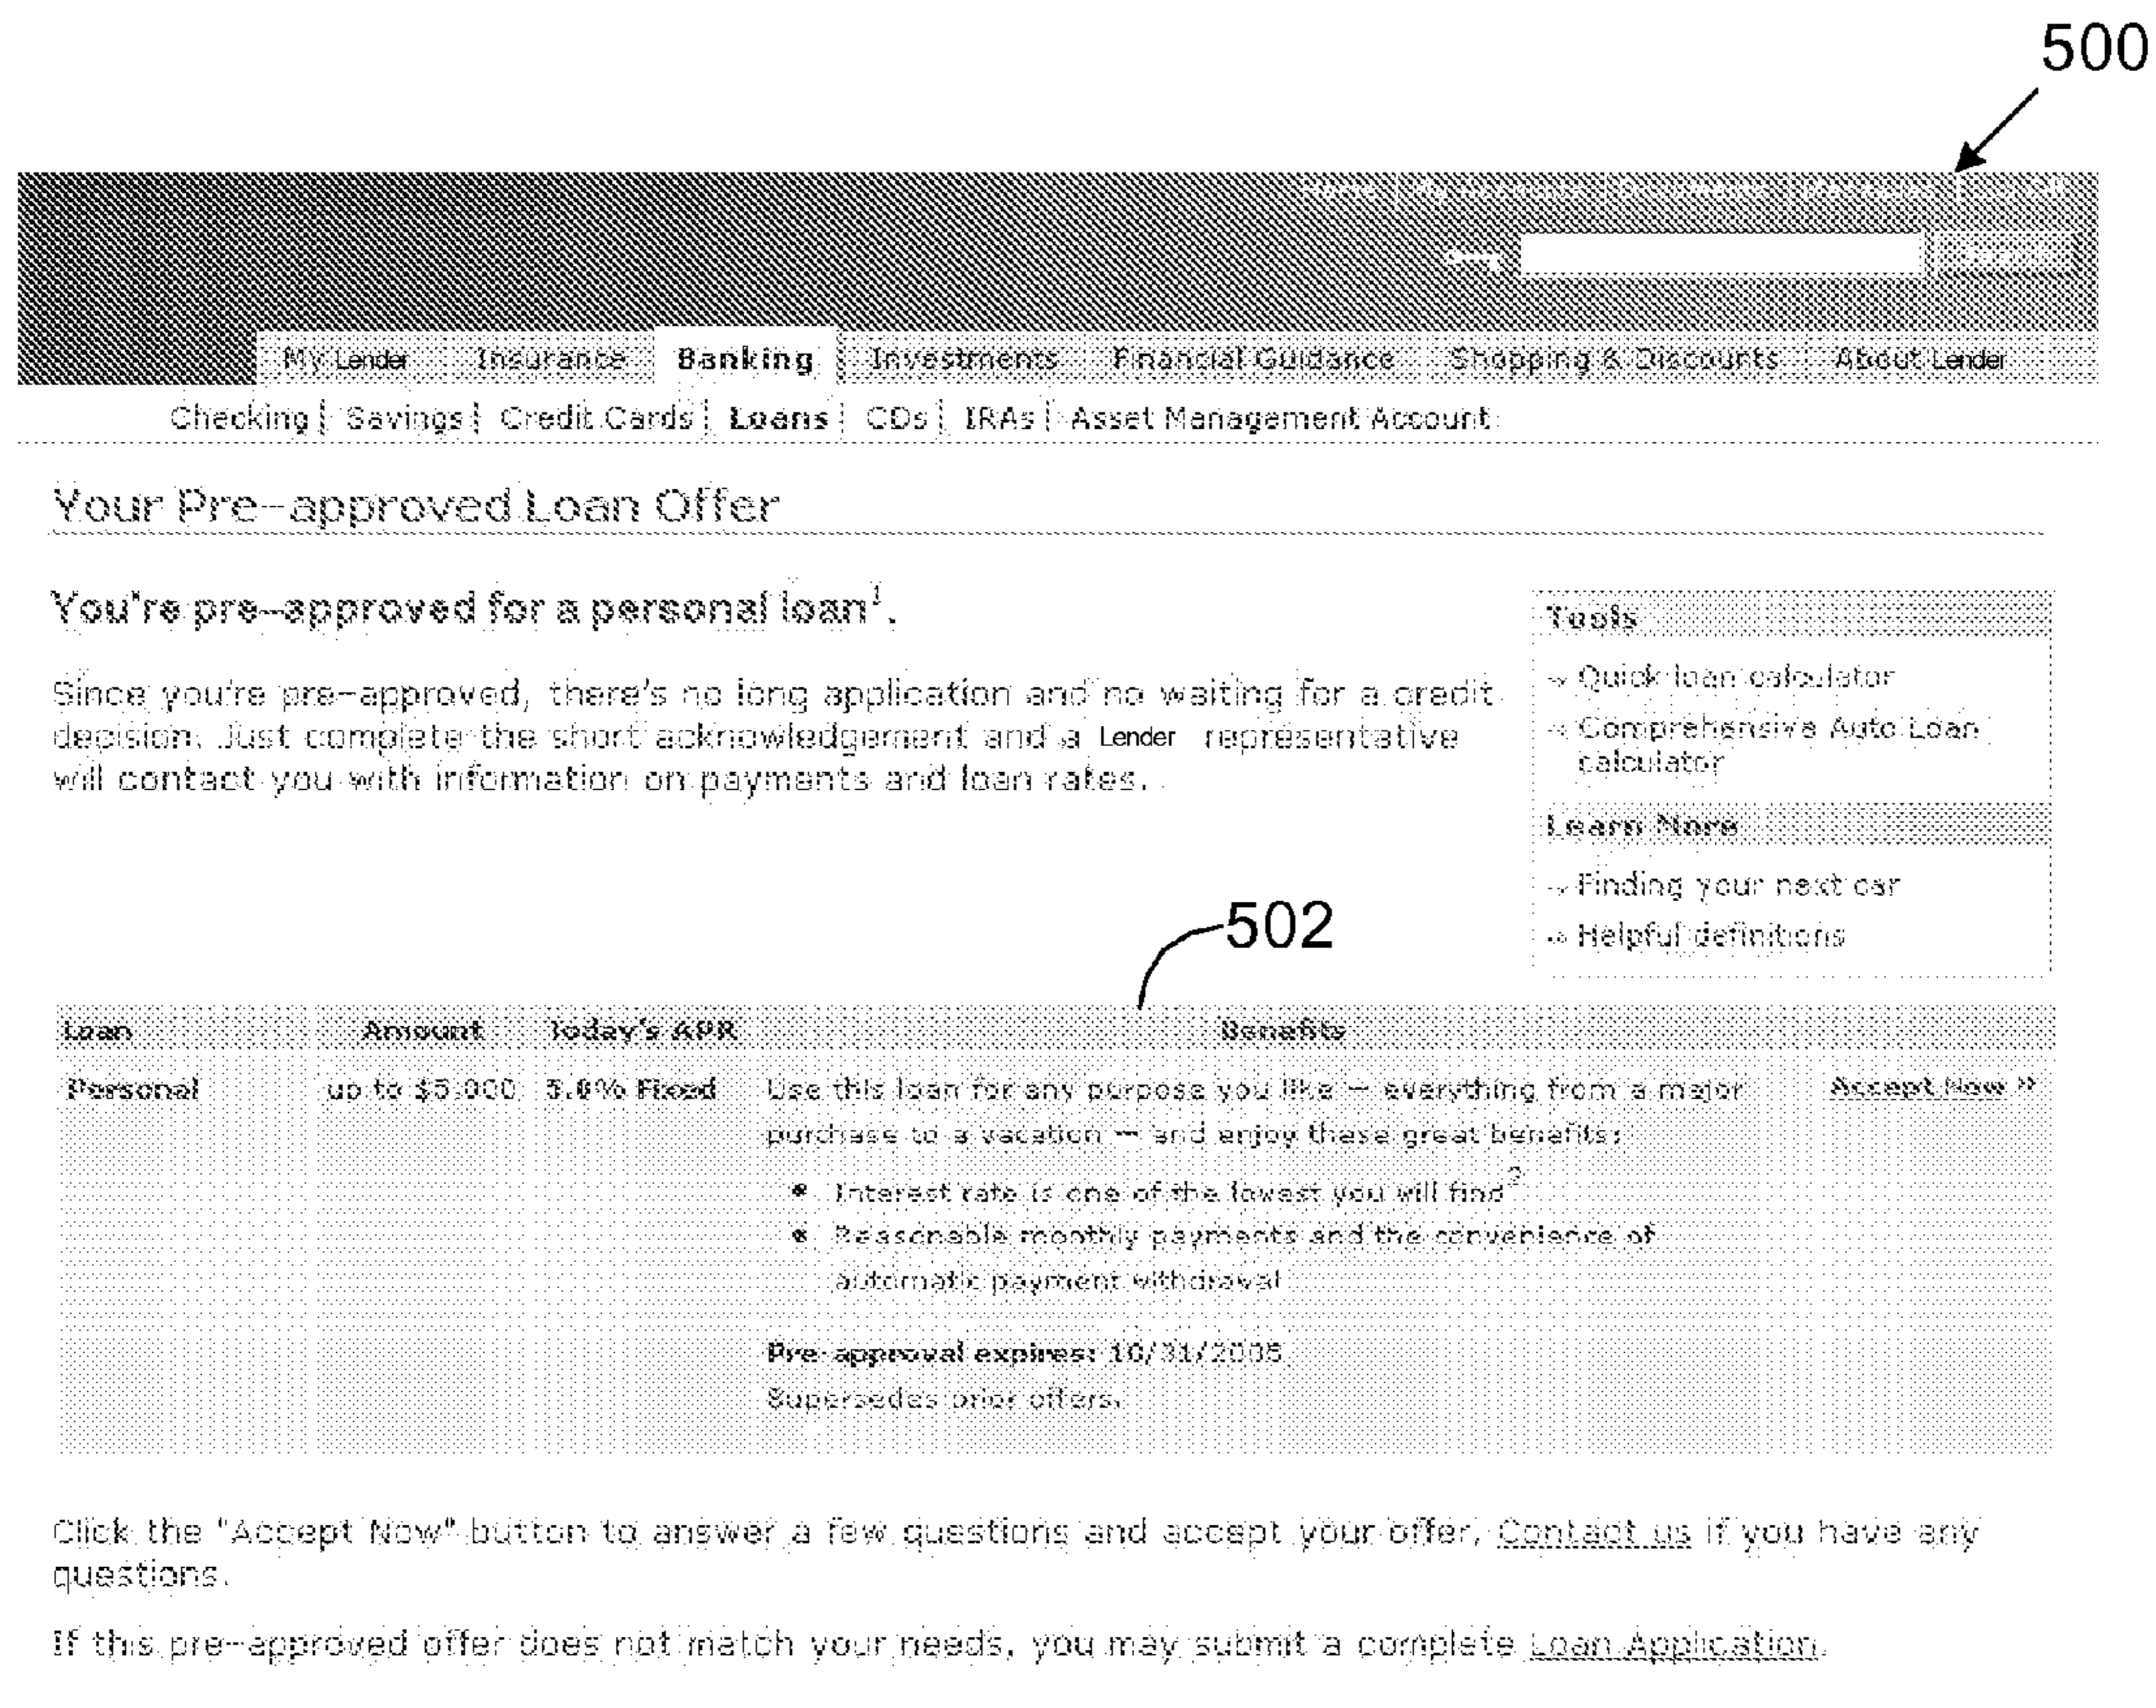 500
Home
My Lender Insurance Banking Investments Financial Guidance Shopping & Discounts About Lender
Checking | Savings | Credit Cards | Loans | CDs | IRAs | Asset Management Account
Your Pre-approved Loan Offer
You're pre-approved for a personal loan¹.
Since you're pre-approved, there's no long application and no waiting for a credit
decision. Just complete the short acknowledgement and a Lender representative
will contact you with information on payments and loan rates.
Tools
Quick loan calculator
Comprehensive Auto Loan
calculator
Learn More
Finding your next car
Helpful definitions
502
Loan Amount Today's APR Benefits
Personal up to $5,000 Fixed Use this loan for any purpose you like — everything from a major Accept Now »
purchase to a vacation — and enjoy these great benefits:
• Interest rate is one of the lowest you will find²
• Reasonable monthly payments and the convenience of
automatic payment withdrawal
Pre-approval expires:
Supersedes prior offers.
Click the "Accept Now" button to answer a few questions and accept your offer. Contact us if you have any
questions.
If this pre-approved offer does not match your needs, you may submit a complete Loan Application.